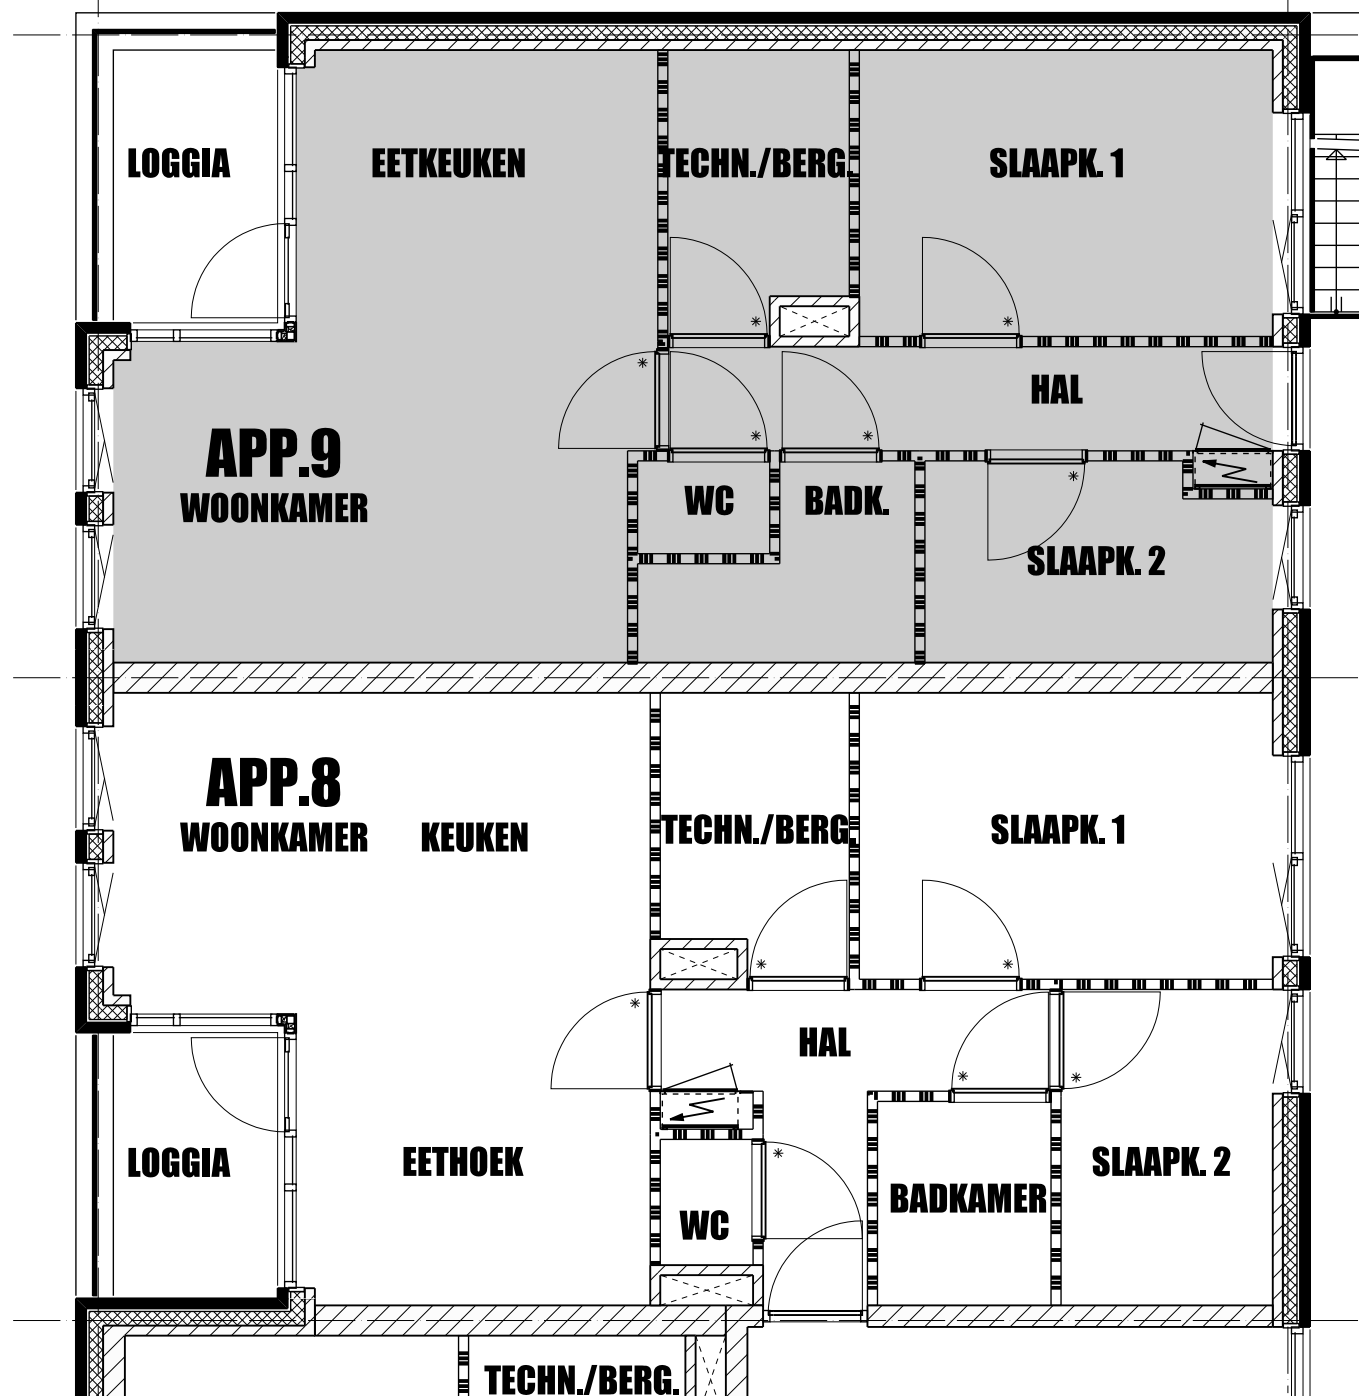 LOGGIA
EETKEUKEN
TECHN./BERG.
SLAAPK. 1
HAL
APP.9
WOONKAMER
WC
BADK.
SLAAPK. 2
APP.8
WOONKAMER
KEUKEN
TECHN./BERG.
SLAAPK. 1
HAL
LOGGIA
EETHOEK
WC
BADKAMER
SLAAPK. 2
TECHN./BERG.